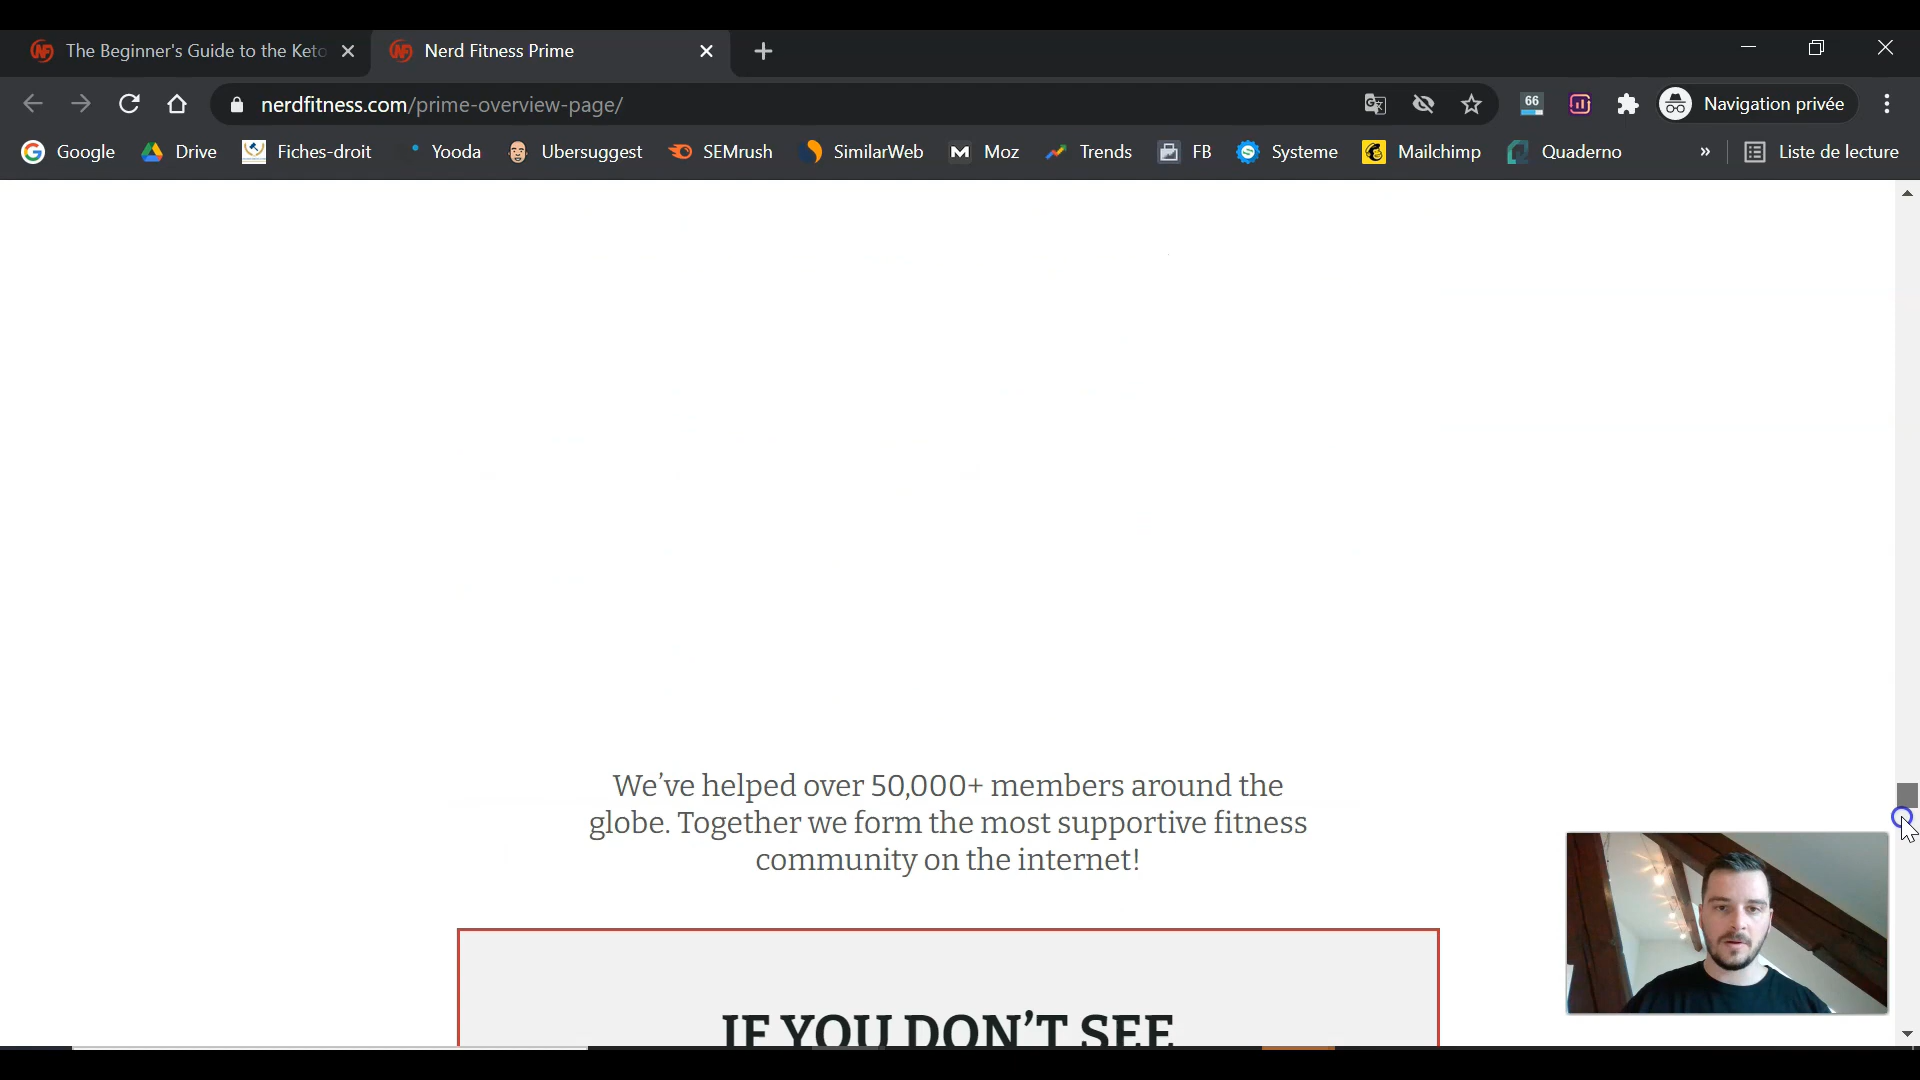 The Beginner's Guide to the Keto
Nerd Fitness Prime
nerdfitness.com/prime-overview-page/
66
Navigation privée
Google
Drive
Fiches-droit
Yooda
Ubersuggest
SEMrush
SimilarWeb
Moz
Trends
FB
Systeme
Mailchimp
Quaderno
»
Liste de lecture
We've helped over 50,000+ members around the
globe. Together we form the most supportive fitness
community on the internet!
IF YOU DON'T SEE